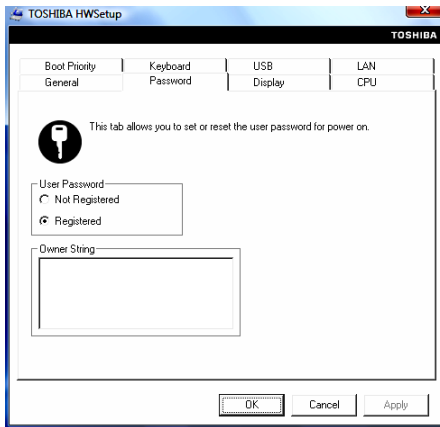 TOSHIBA HWSetup
TOSHIBA
Boot Priority Keyboard USB LAN
General Password Display CPU
This tab allows you to set or reset the user password for power on.
User Password
Not Registered
Registered
Owner String
OK Cancel Apply